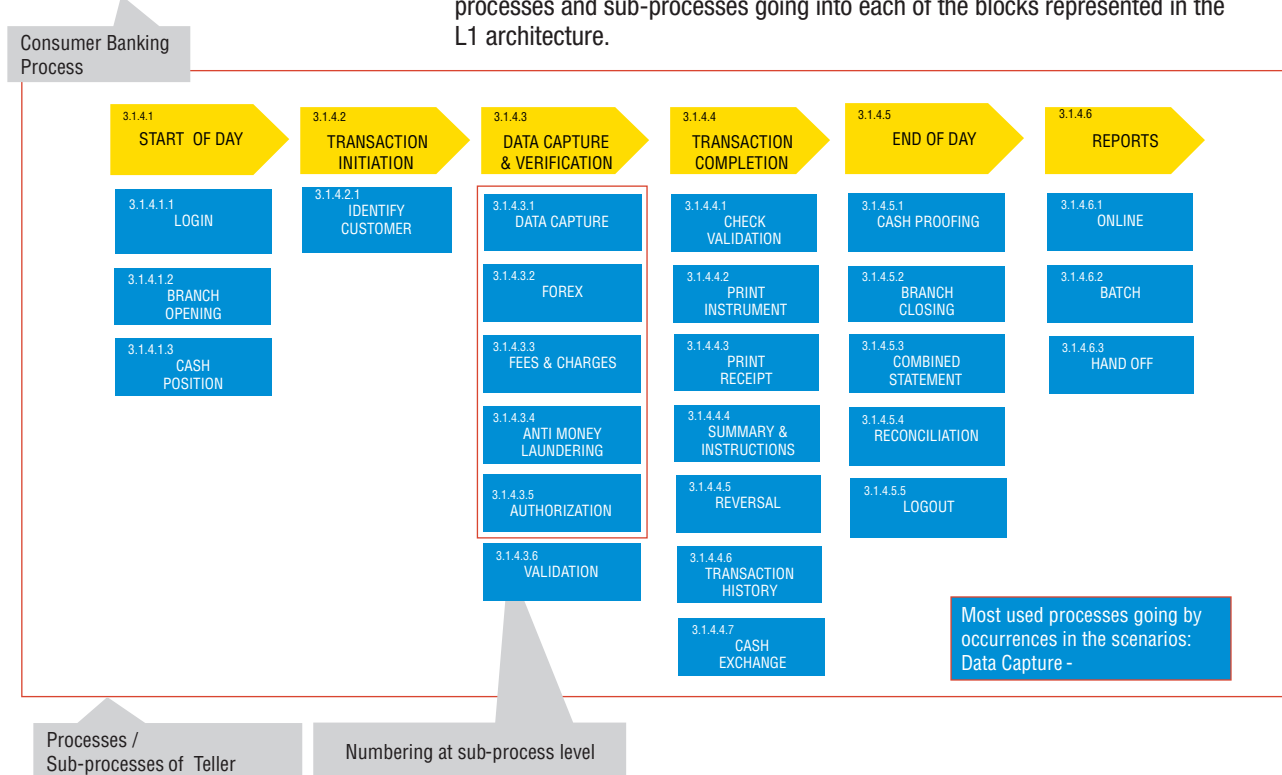 processes and sub-processes going into each of the blocks represented in the
L1 architecture.
Consumer Banking
Process
3.1.4.1
START OF DAY
3.1.4.2
TRANSACTION
INITIATION
3.1.4.3
DATA CAPTURE
& VERIFICATION
3.1.4.4
TRANSACTION
COMPLETION
3.1.4.5
END OF DAY
3.1.4.6
REPORTS
3.1.4.1.1
LOGIN
3.1.4.1.2
BRANCH
OPENING
3.1.4.1.3
CASH
POSITION
3.1.4.2.1
IDENTIFY
CUSTOMER
3.1.4.3.1
DATA CAPTURE
3.1.4.3.2
FOREX
3.1.4.3.3
FEES & CHARGES
3.1.4.3.4
ANTI MONEY
LAUNDERING
3.1.4.3.5
AUTHORIZATION
3.1.4.3.6
VALIDATION
3.1.4.4.1
CHECK
VALIDATION
3.1.4.4.2
PRINT
INSTRUMENT
3.1.4.4.3
PRINT
RECEIPT
3.1.4.4.4
SUMMARY &
INSTRUCTIONS
3.1.4.4.5
REVERSAL
3.1.4.4.6
TRANSACTION
HISTORY
3.1.4.4.7
CASH
EXCHANGE
3.1.4.5.1
CASH PROOFING
3.1.4.5.2
BRANCH
CLOSING
3.1.4.5.3
COMBINED
STATEMENT
3.1.4.5.4
RECONCILIATION
3.1.4.5.5
LOGOUT
3.1.4.6.1
ONLINE
3.1.4.6.2
BATCH
3.1.4.6.3
HAND OFF
Most used processes going by
occurrences in the scenarios:
Data Capture -
Processes /
Sub-processes of Teller
Numbering at sub-process level